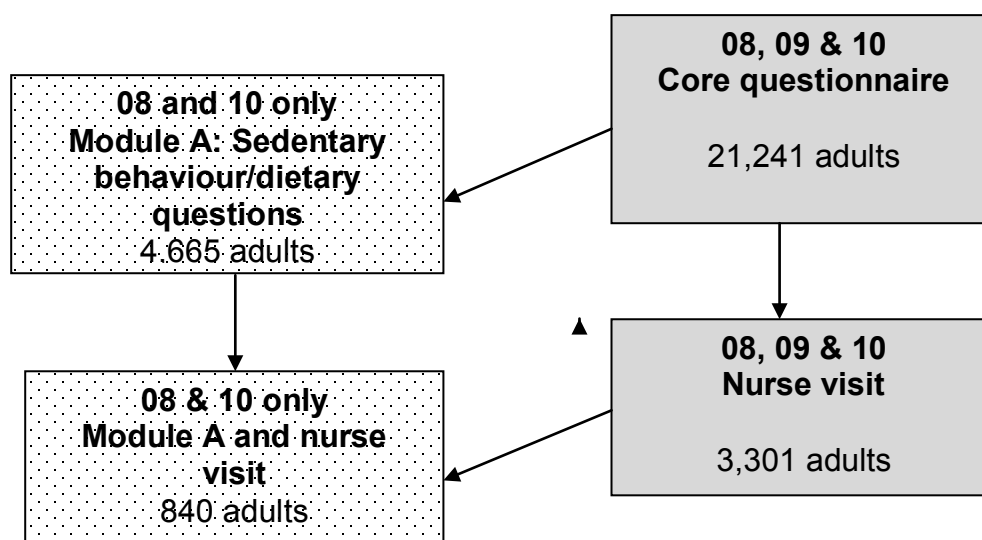 08 and 10 only
Module A: Sedentary
behaviour/dietary
questions
4.665 adults
08, 09 & 10
Core questionnaire
21,241 adults
08 & 10 only
Module A and nurse
visit
840 adults
08, 09 & 10
Nurse visit
3,301 adults